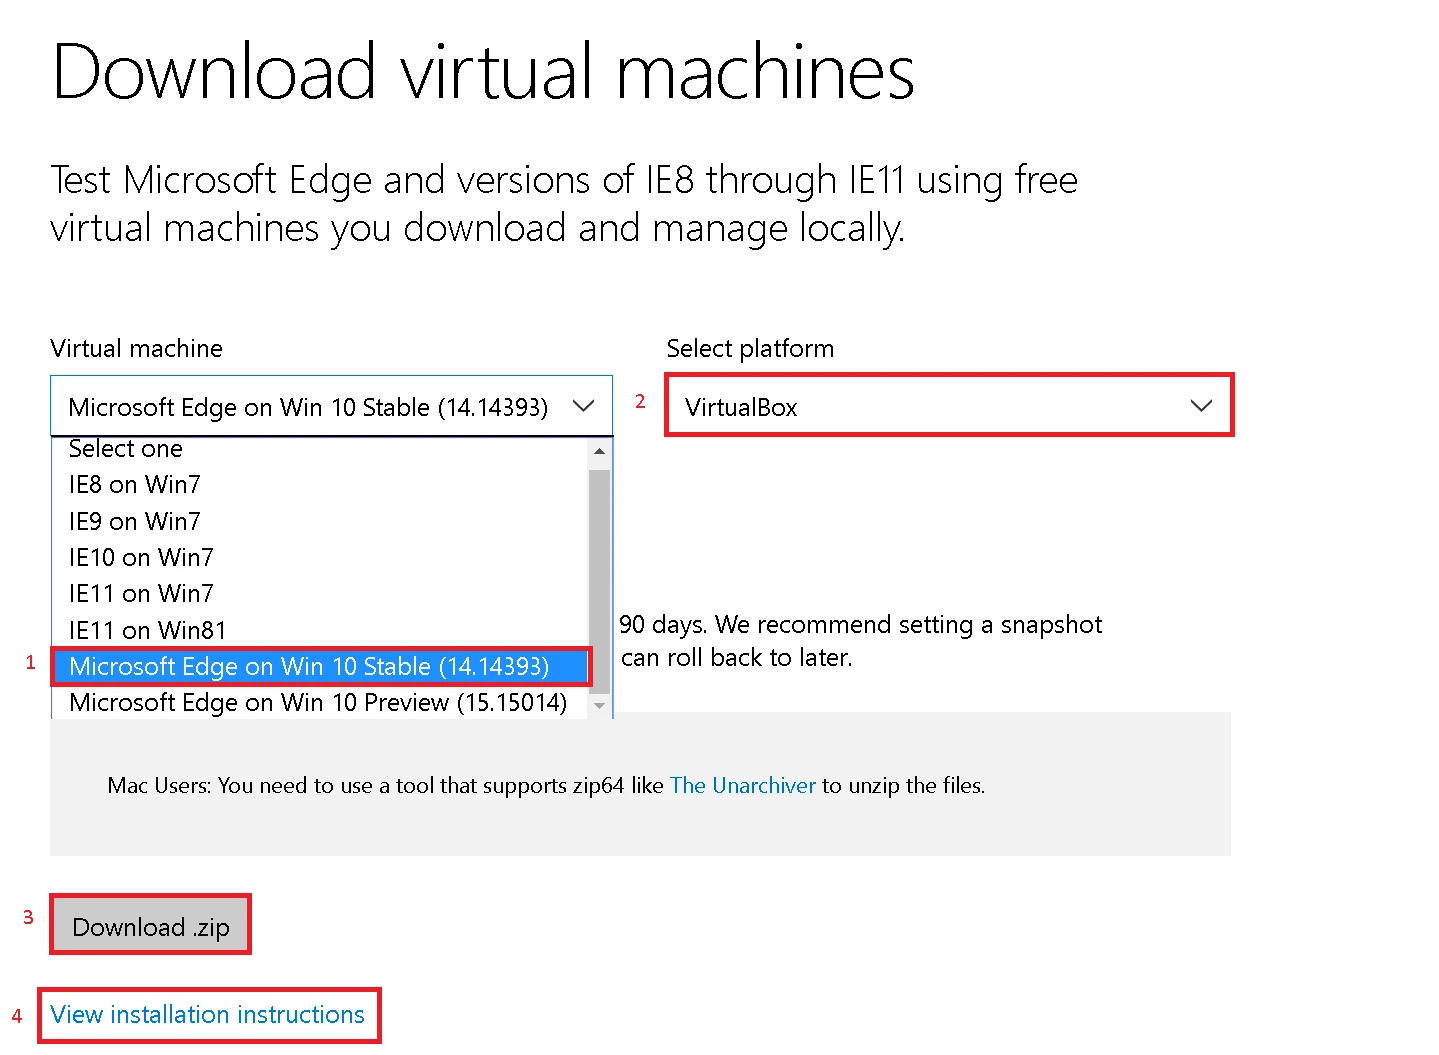 Download virtual machines
Test Microsoft Edge and versions of IE8 through IE11 using free
virtual machines you download and manage locally.
Virtual machine
Select platform
Microsoft Edge on Win 10 Stable (14.14393)
2
VirtualBox
Select one
IE8 on Win7
IE9 on Win7
IE10 on Win7
IE11 on Win7
IE11 on Win81
90 days. We recommend setting a snapshot
can roll back to later.
1
Microsoft Edge on Win 10 Stable (14.14393)
Microsoft Edge on Win 10 Preview (15.15014)
Mac Users: You need to use a tool that supports zip64 like The Unarchiver to unzip the files.
3
Download .zip
4
View installation instructions